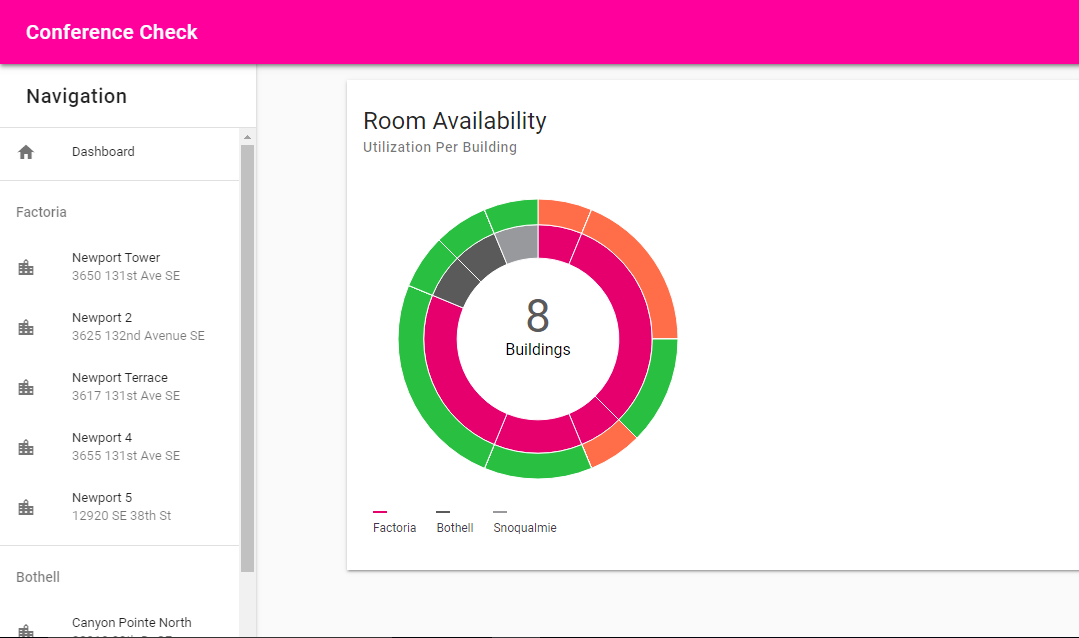 Conference Check
Navigation
Dashboard
Factoria
Newport Tower
3650 131st Ave SE
Newport 2
3625 132nd Avenue SE
Newport Terrace
3617 131st Ave SE
Newport 4
3655 131st Ave SE
Newport 5
12920 SE 38th St
Bothell
Canyon Pointe North
Room Availability
Utilization Per Building
8
Buildings
Factoria Bothell Snoqualmie